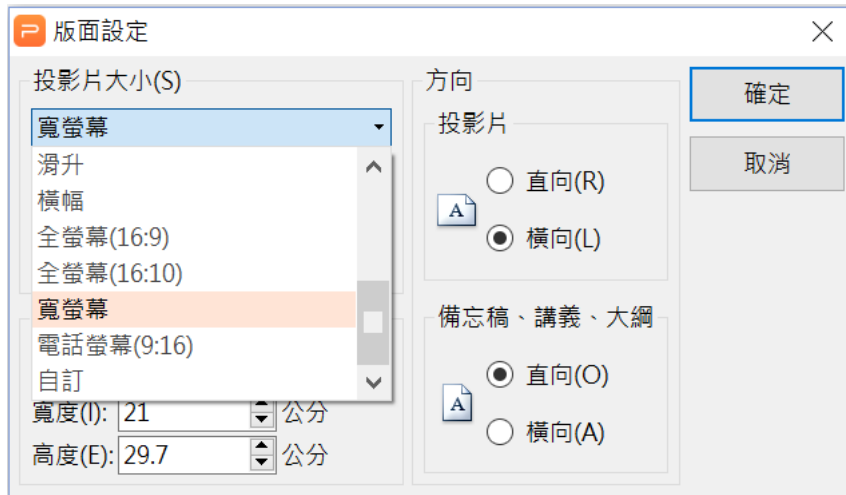 版面設定
投影片大小(S)
寬螢幕
滑升
橫幅
全螢幕(16:9)
全螢幕(16:10)
寬螢幕
電話螢幕(9:16)
自訂
寬度(I): 21 公分
高度(E): 29.7 公分
方向
投影片
A
直向(R)
橫向(L)
備忘稿、講義、大綱
A
直向(O)
橫向(A)
確定
取消